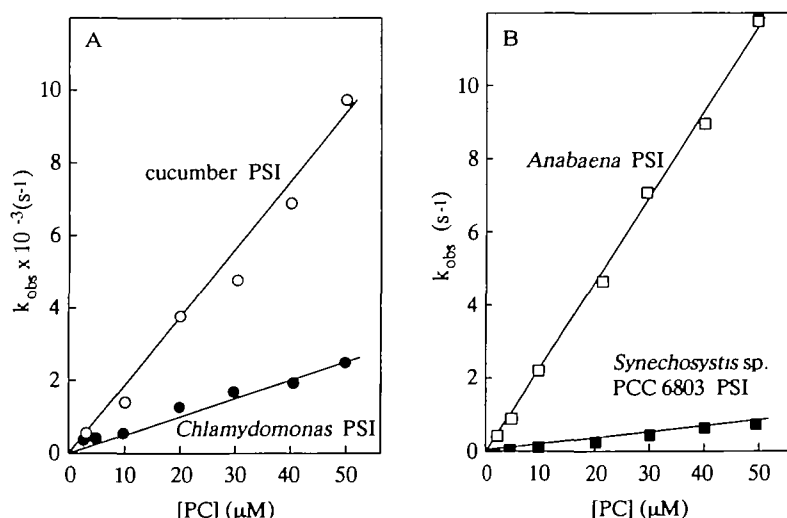 A
k_obs x 10^-3 (s^-1)
10
8
6
4
2
0
cucumber PSI
Chlamydomonas PSI
0
10
20
30
40
50
[PC] (μM)
B
k_obs (s^-1)
10
8
6
4
2
0
Anabaena PSI
Synechosystis sp.
PCC 6803 PSI
0
10
20
30
40
50
[PC] (μM)